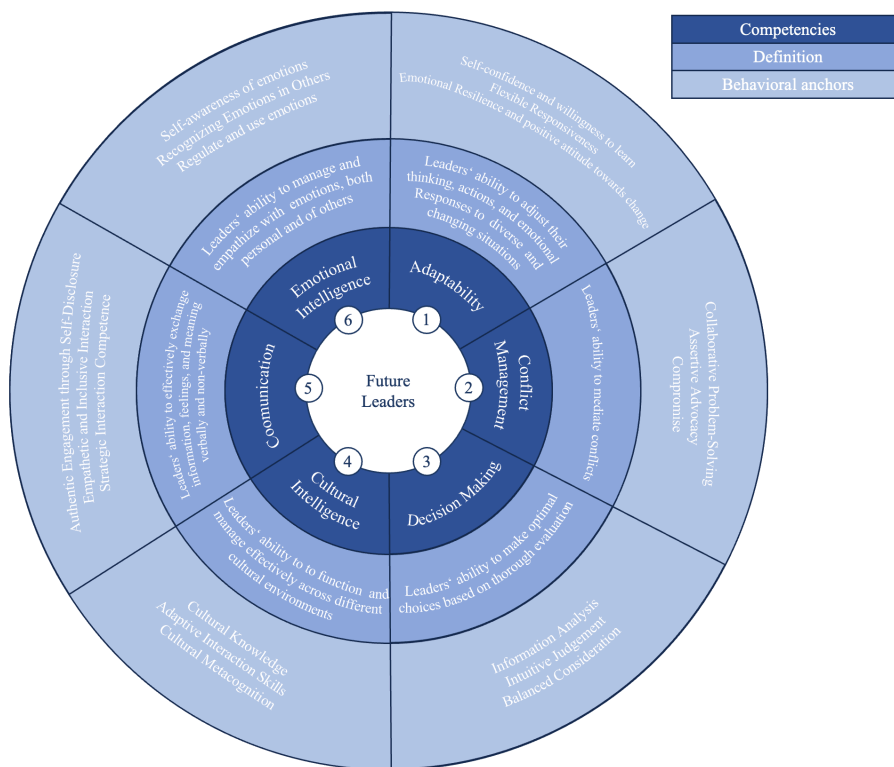 Competencies
Definition
Behavioral anchors
Future
Leaders
1
Adaptability
Leaders‘ ability to adjust their
thinking, actions, and emotional
Responses to diverse and
changing situations
Self-confidence and willingness to learn
Flexible Responsiveness
Emotional Resilience and positive attitude towards change
2
Conflict
Management
Leaders‘ ability to mediate conflicts
Collaborative Problem-Solving
Assertive Advocacy
Compromise
3
Decision Making
Leaders‘ ability to make optimal
choices based on thorough evaluation
Information Analysis
Intuitive Judgement
Balanced Consideration
4
Cultural
Intelligence
Leaders‘ ability to to function and
manage effectively across different
cultural environments
Cultural Knowledge
Adaptive Interaction Skills
Cultural Metacognition
5
Coomunication
Leaders‘ ability to effectively exchange
information, feelings, and meaning
verbally and non-verbally
Authentic Engagement through Self-Disclosure
Empathetic and Inclusive Interaction
Strategic Interaction Competence
6
Emotional
Intelligence
Leaders‘ ability to manage and
empathize with emotions, both
personal and of others
Self-awareness of emotions
Recognizing Emotions in Others
Regulate and use emotions